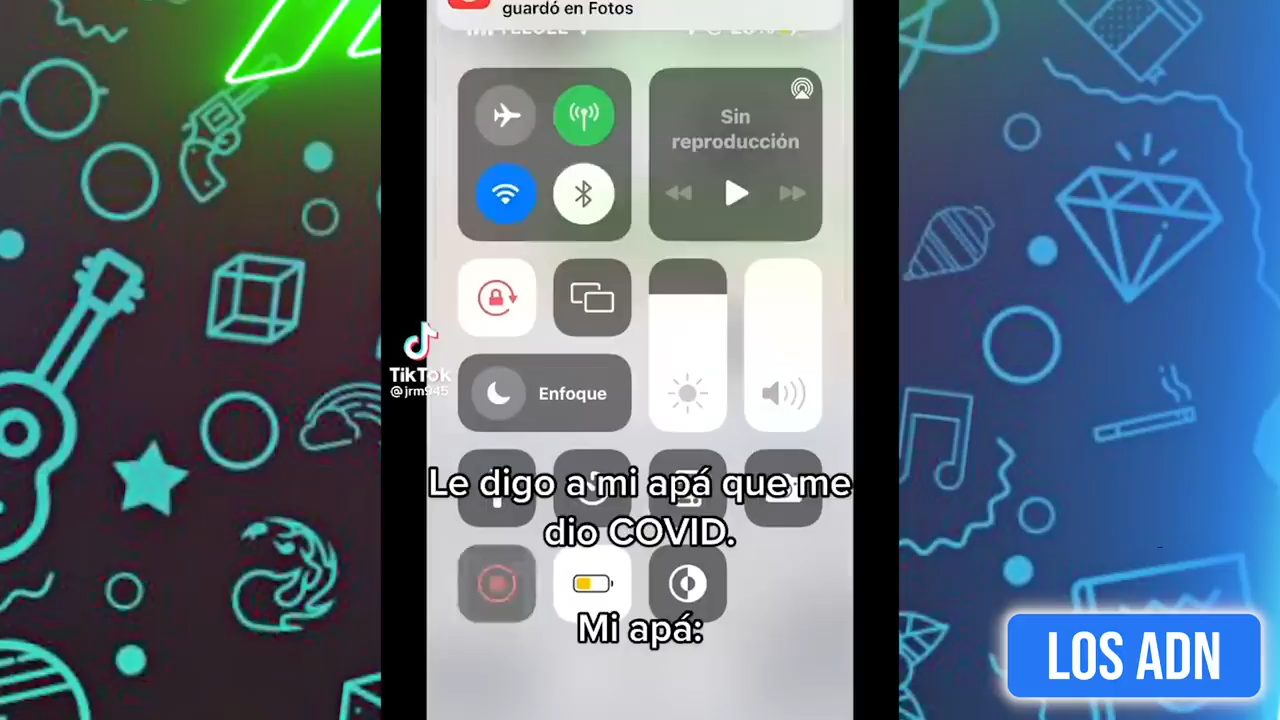 guardó en Fotos
Sin
reproducción
TikTok
@jrm945
Enfoque
Le digo a mi apá que me
dio COVID.
Mi apá:
LOS ADN